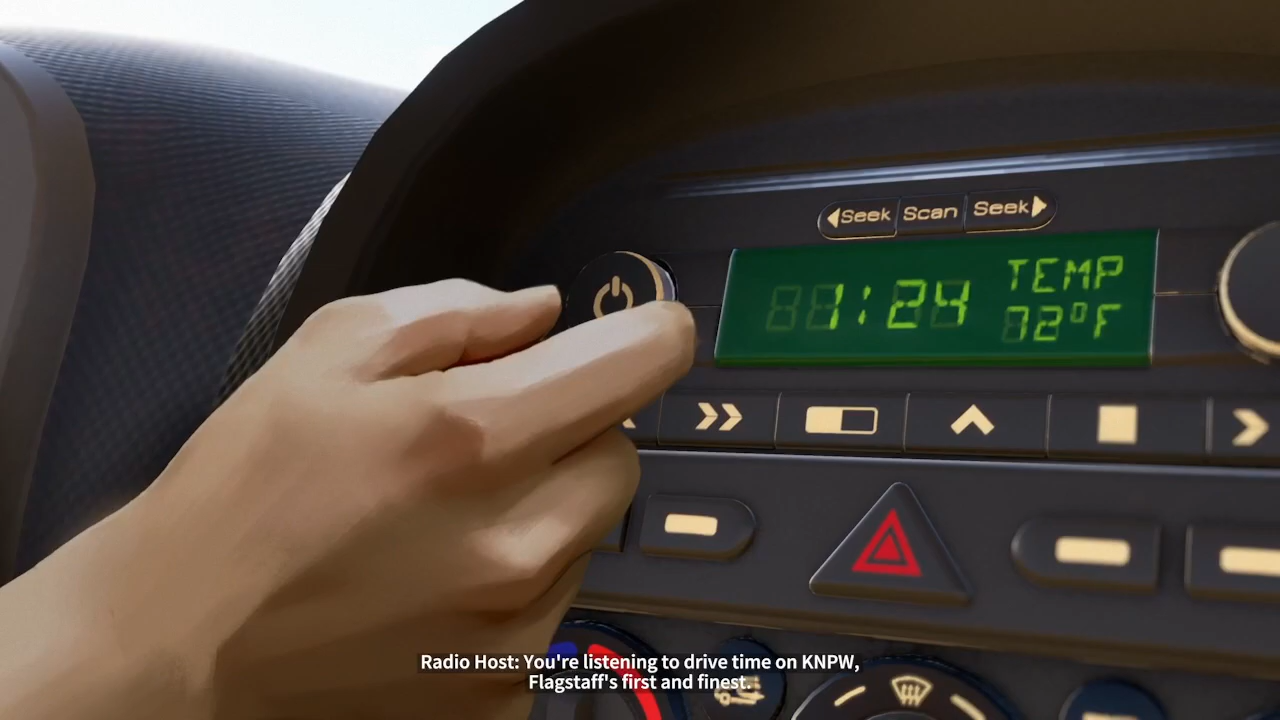 Seek Scan Seek
1:24 TEMP
72°F
Radio Host: You're listening to drive time on KNPW,
Flagstaff's first and finest.